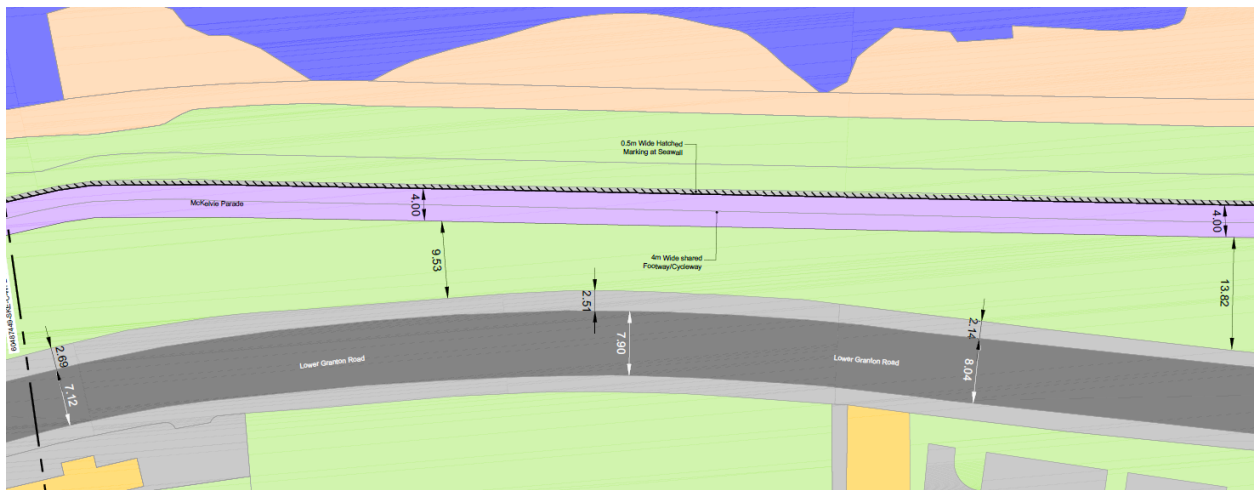 0.5m Wide Hatched
Marking at Seawall
McKelvie Parade
4.00
4.00
9.53
4m Wide shared
Footway/Cycleway
13.82
2.51
2.14
2.69
7.90
Lower Granton Road
Lower Granton Road
8.04
7.12